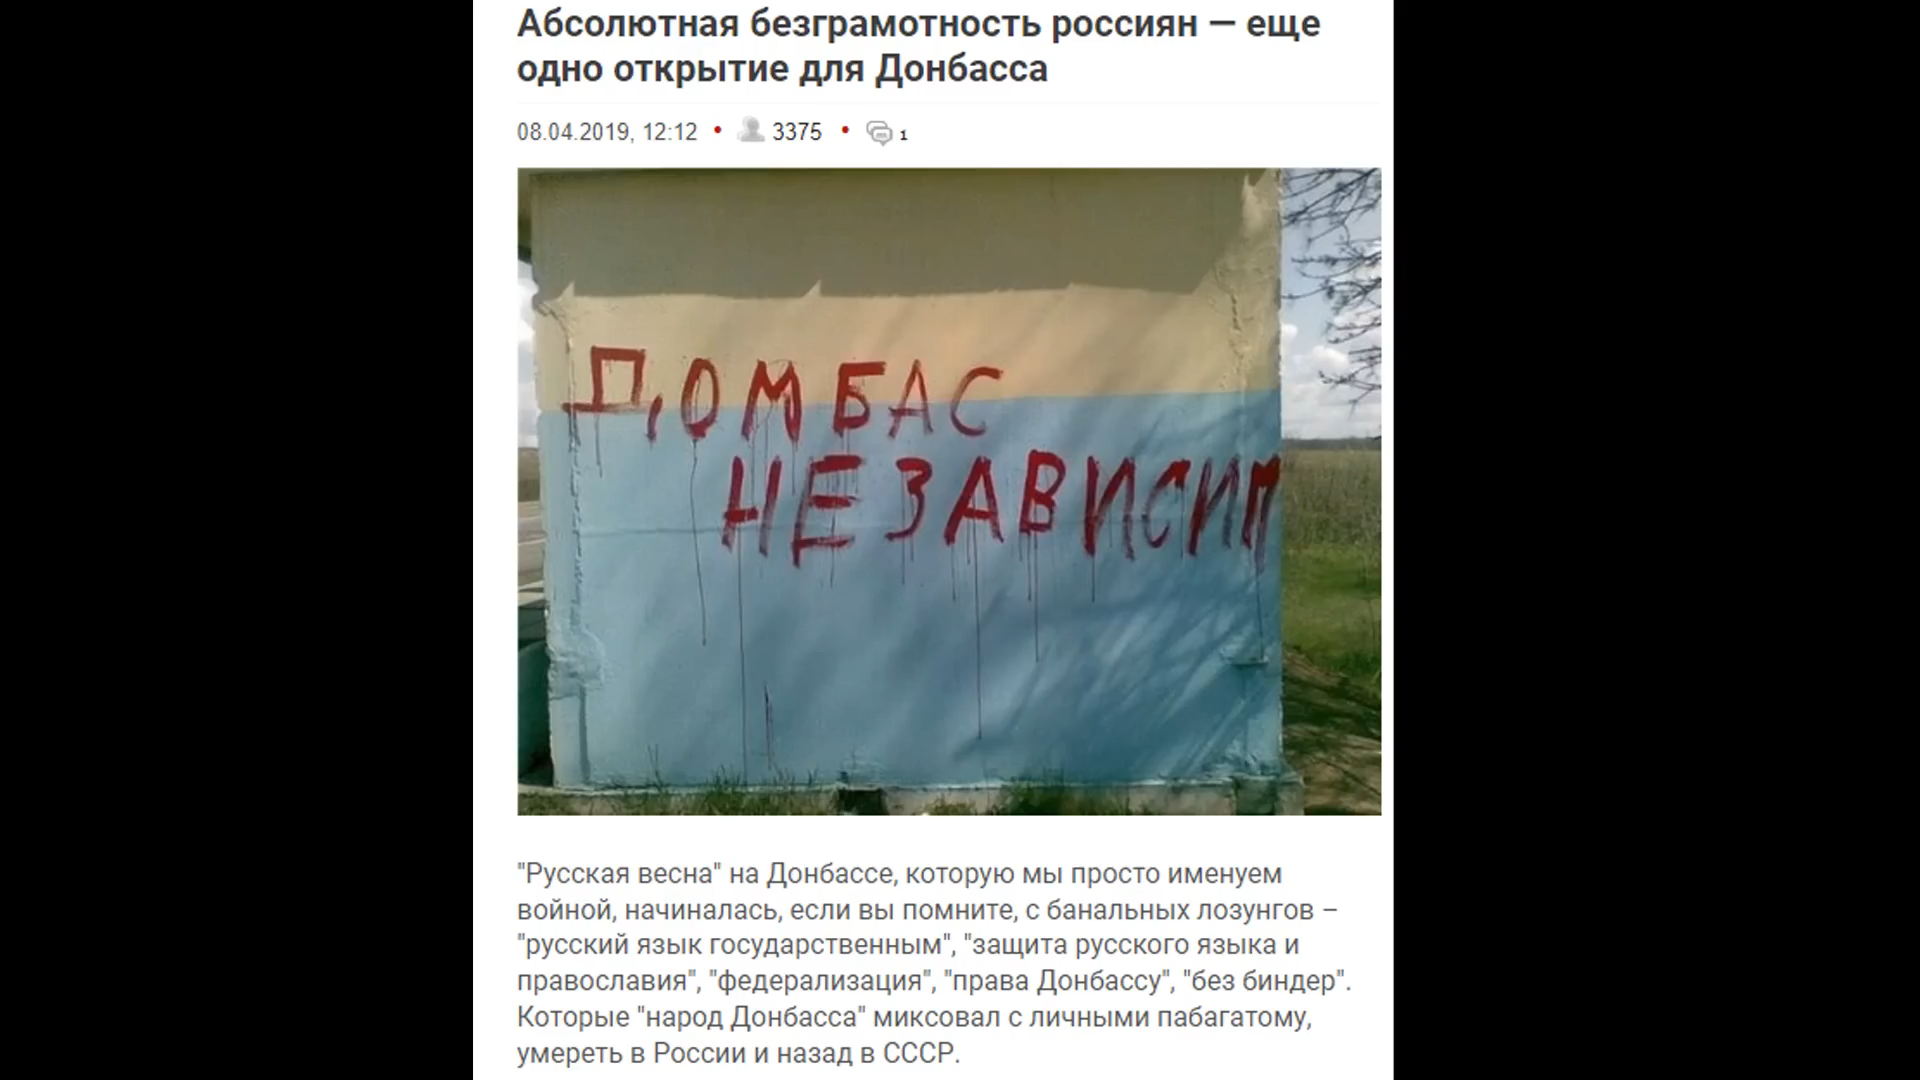 Абсолютная безграмотность россиян — еще
одно открытие для Донбасса
08.04.2019, 12:12 • 3375 • 1
ДОМБАС
НЕЗАВИСИМ
"Русская весна" на Донбассе, которую мы просто именуем
войной, начиналась, если вы помните, с банальных лозунгов –
"русский язык государственным", "защита русского языка и
православия", "федерализация", "права Донбассу", "без биндер".
Которые "народ Донбасса" миксовал с личными пабагатому,
умереть в России и назад в СССР.